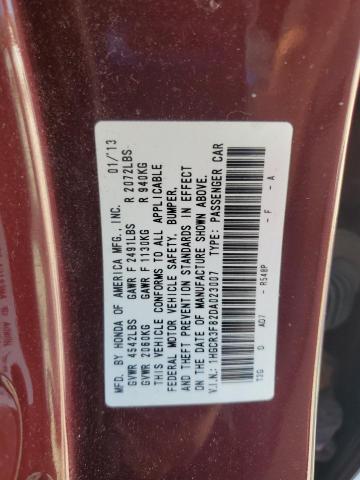 MFD. BY HONDA OF AMERICA MFG., INC. 01/13
GVWR 4542LBS GAWR F 2491LBS R 2072LBS
GVWR 2060KG GAWR F 1130KG R 940KG
THIS VEHICLE CONFORMS TO ALL APPLICABLE
FEDERAL MOTOR VEHICLE SAFETY, BUMPER,
AND THEFT PREVENTION STANDARDS IN EFFECT
ON THE DATE OF MANUFACTURE SHOWN ABOVE.
V.I.N.: 1HGCR3F82DA023007 TYPE: PASSENGER CAR
T2G D AD7 - R548P - F - A